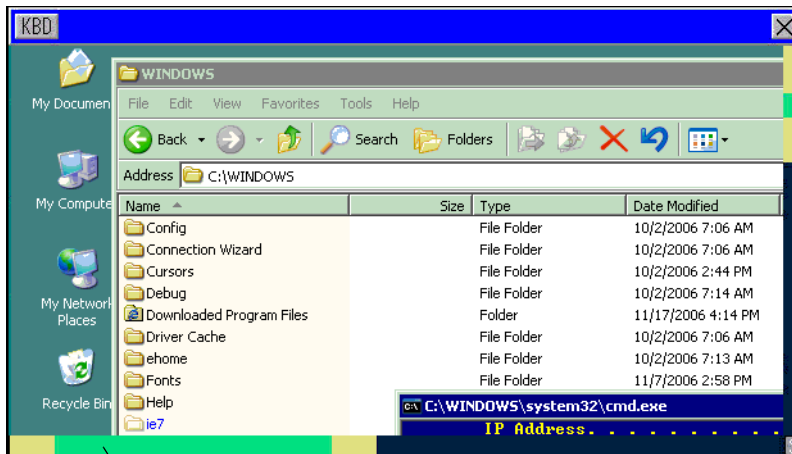 KBD
WINDOWS
My Documen
File Edit View Favorites Tools Help
Back Search Folders
Address C:\WINDOWS
My Compute
Name Size Type Date Modified
Config File Folder 10/2/2006 7:06 AM
Connection Wizard File Folder 10/2/2006 7:06 AM
Cursors File Folder 10/2/2006 2:44 PM
Debug File Folder 10/2/2006 7:14 AM
My Network
Places
Downloaded Program Files Folder 11/17/2006 4:14 PM
Driver Cache File Folder 10/2/2006 7:06 AM
ehome File Folder 10/2/2006 7:13 AM
Fonts File Folder 11/7/2006 2:58 PM
Recycle Bin
Help
C:\WINDOWS\system32\cmd.exe
ie7
IP Address. . . . . . . . . .